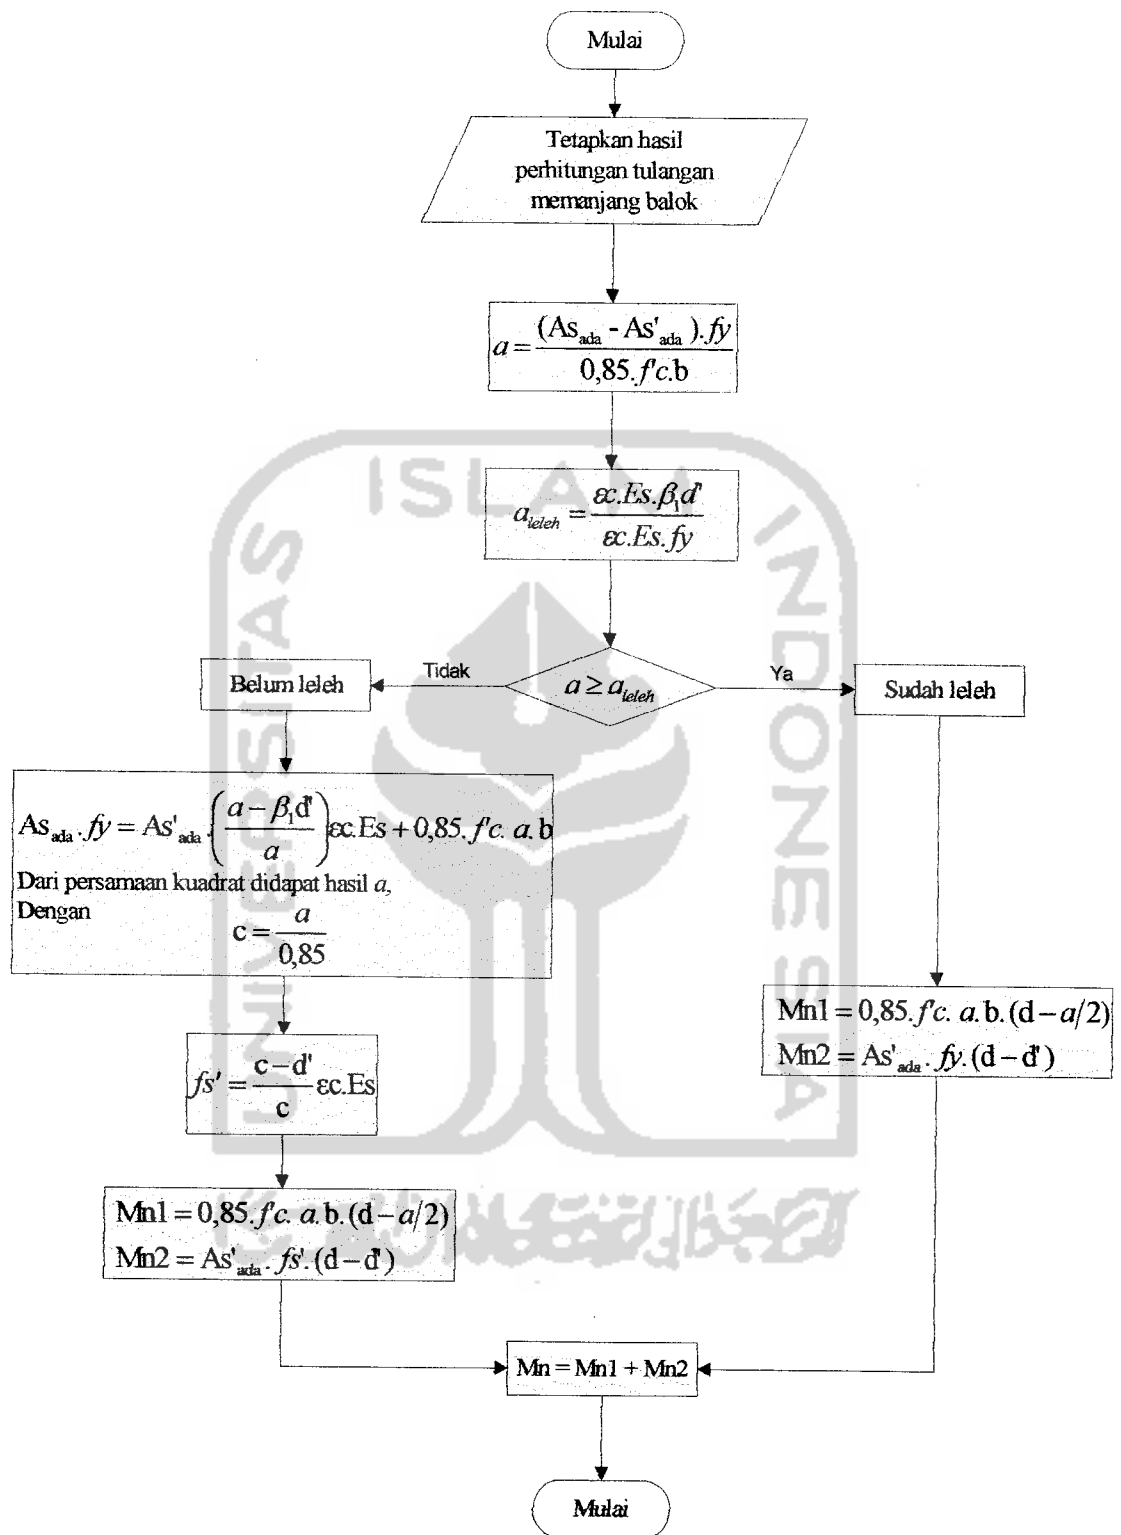 Mulai
Tetapkan hasil
perhitungan tulangan
memanjang balok
a = (As_ada - As'_ada).fy / 0,85.f'c.b
a_leleh = εc.Es.β₁d' / εc.Es.fy
Belum leleh
Tidak
a ≥ a_leleh
Ya
Sudah leleh
As_ada.fy = As'_ada.((a − β₁d') / a)εc.Es + 0,85.f'c. a.b
Dari persamaan kuadrat didapat hasil a,
Dengan
c = a / 0,85
fs' = (c − d') / c εc.Es
Mn1 = 0,85.f'c. a.b.(d − a/2)
Mn2 = As'_ada.fy.(d − d')
Mn1 = 0,85.f'c. a.b.(d − a/2)
Mn2 = As'_ada.fs'.(d − d')
Mn = Mn1 + Mn2
Mulai
UNIVERSITAS
ISLAM
INDONESIA